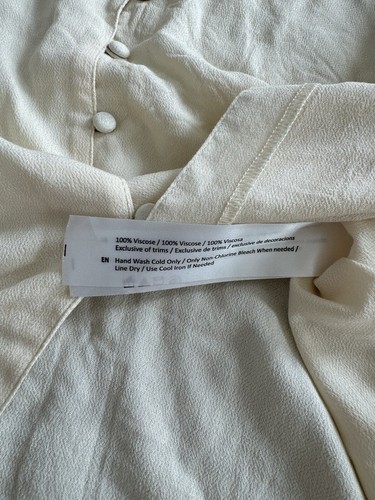 100% Viscose / 100% Viscose / 100% Viscosa
Exclusive of trims / Exclusive de trims / exclusive de decoracions
EN Hand Wash Cold Only / Only Non-Chlorine Bleach When needed /
Line Dry / Use Cool Iron If Needed